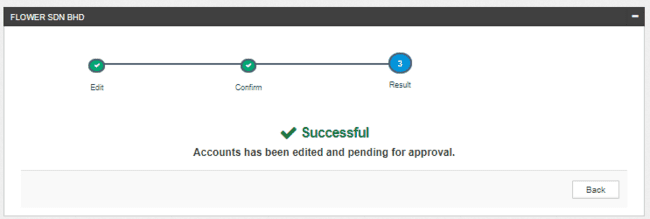 FLOWER SDN BHD
3
Edit
Confirm
Result
Successful
Accounts has been edited and pending for approval.
Back